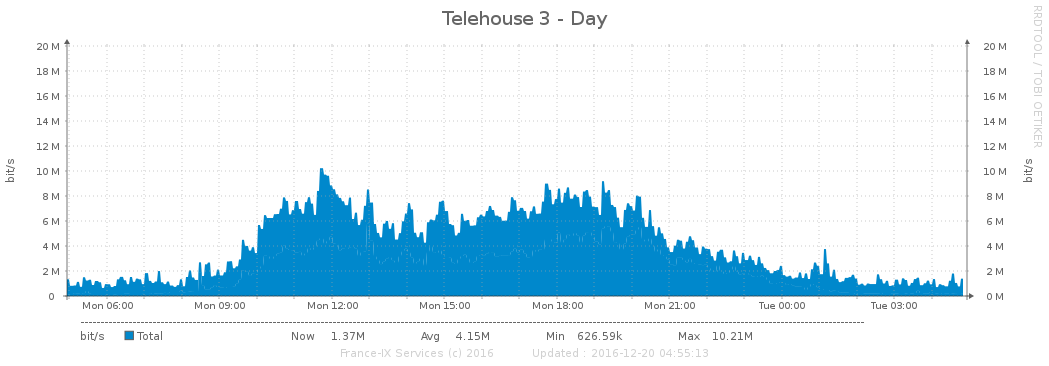 Telehouse 3 - Day
RRDTOOL / TOBI OETIKER
bit/s
20 M 20 M
18 M 18 M
16 M 16 M
14 M 14 M
12 M 12 M
10 M 10 M
8 M 8 M
6 M 6 M
4 M 4 M
2 M 2 M
0 0 M
bit/s
Mon 06:00 Mon 09:00 Mon 12:00 Mon 15:00 Mon 18:00 Mon 21:00 Tue 00:00 Tue 03:00
bit/s Total Now 1.37M Avg 4.15M Min 626.59k Max 10.21M
France-IX Services (c) 2016 Updated : 2016-12-20 04:55:13